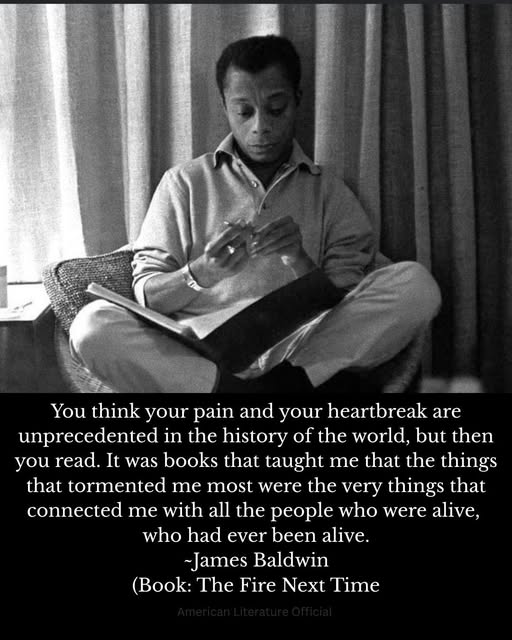 You think your pain and your heartbreak are
unprecedented in the history of the world, but then
you read. It was books that taught me that the things
that tormented me most were the very things that
connected me with all the people who were alive,
who had ever been alive.
~James Baldwin
(Book: The Fire Next Time
American Literature Official